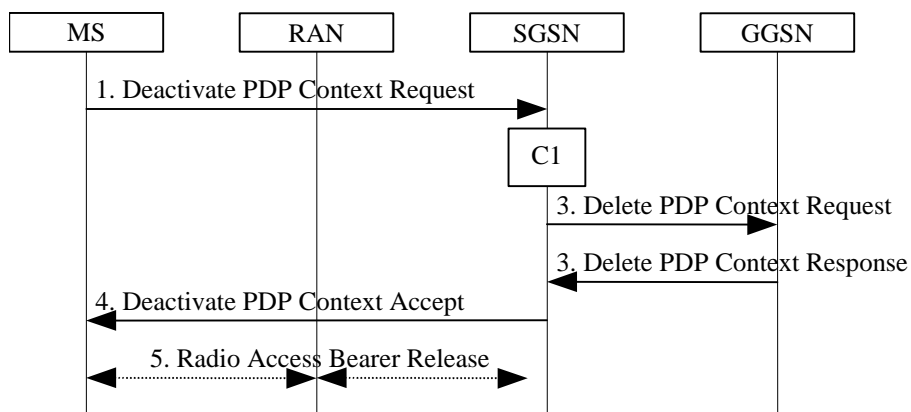 MS RAN SGSN GGSN
1. Deactivate PDP Context Request
C1
3. Delete PDP Context Request
3. Delete PDP Context Response
4. Deactivate PDP Context Accept
5. Radio Access Bearer Release